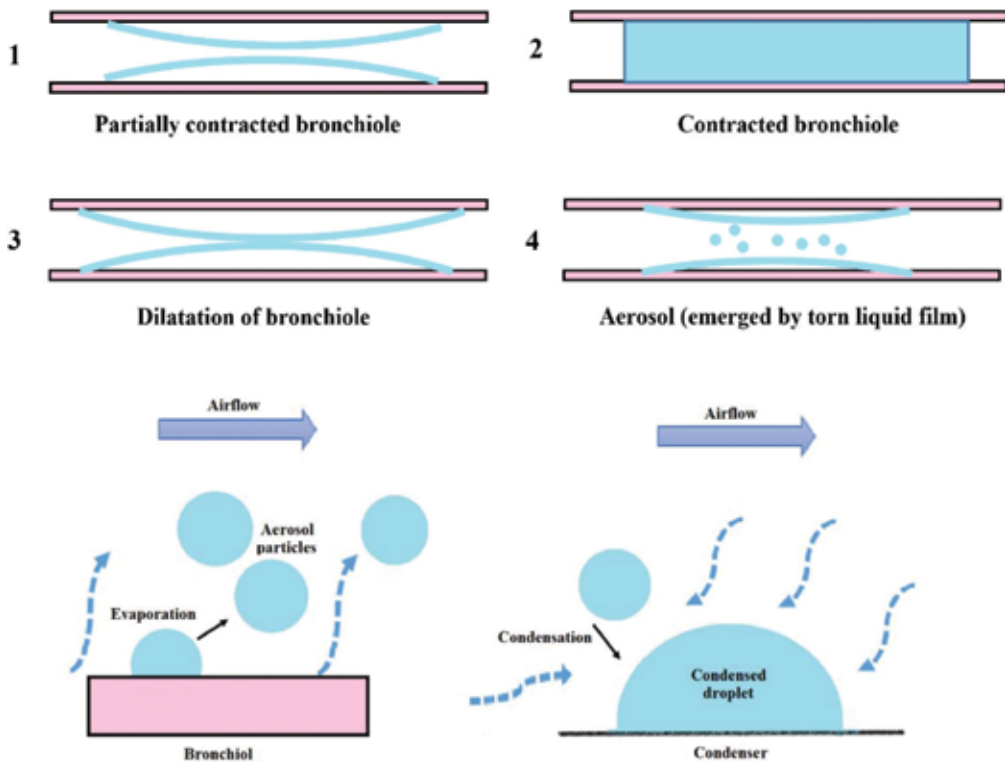 1
Partially contracted bronchiole
2
Contracted bronchiole
3
Dilatation of bronchiole
4
Aerosol (emerged by torn liquid film)
Airflow
Aerosol
particles
Evaporation
Bronchiol
Airflow
Condensation
Condensed
droplet
Condenser